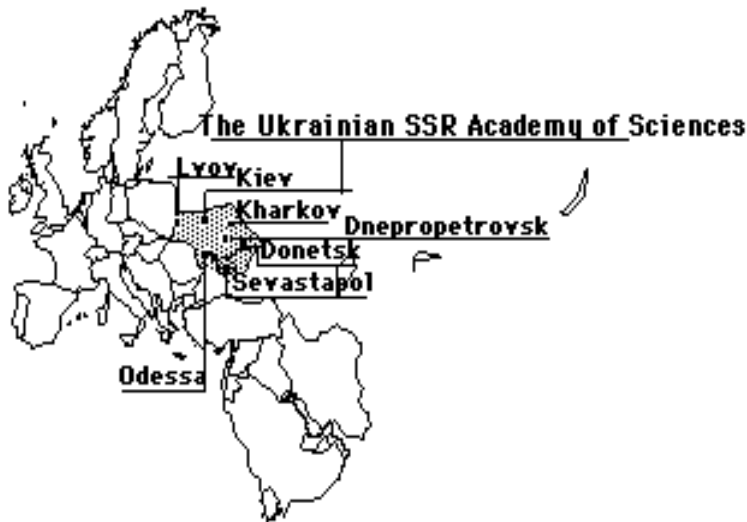 The Ukrainian SSR Academy of Sciences
Lvov
Kiev
Kharkov
Dnepropetrovsk
Donetsk
Sevastapol
Odessa